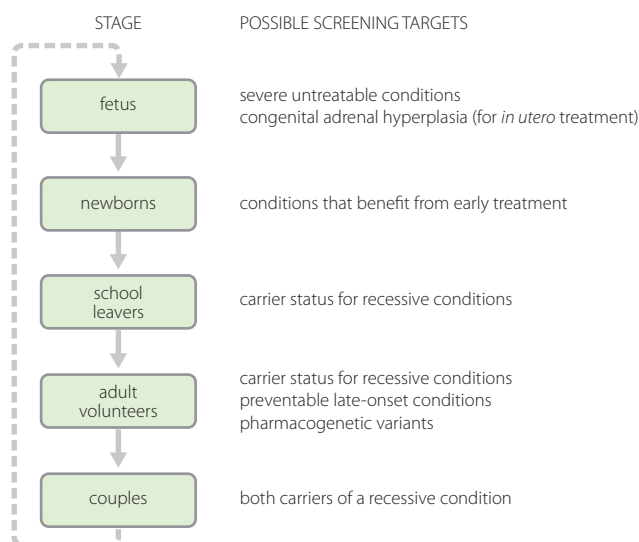 STAGE POSSIBLE SCREENING TARGETS
fetus
severe untreatable conditions
congenital adrenal hyperplasia (for in utero treatment)
newborns
conditions that benefit from early treatment
school
leavers
carrier status for recessive conditions
adult
volunteers
carrier status for recessive conditions
preventable late-onset conditions
pharmacogenetic variants
couples
both carriers of a recessive condition